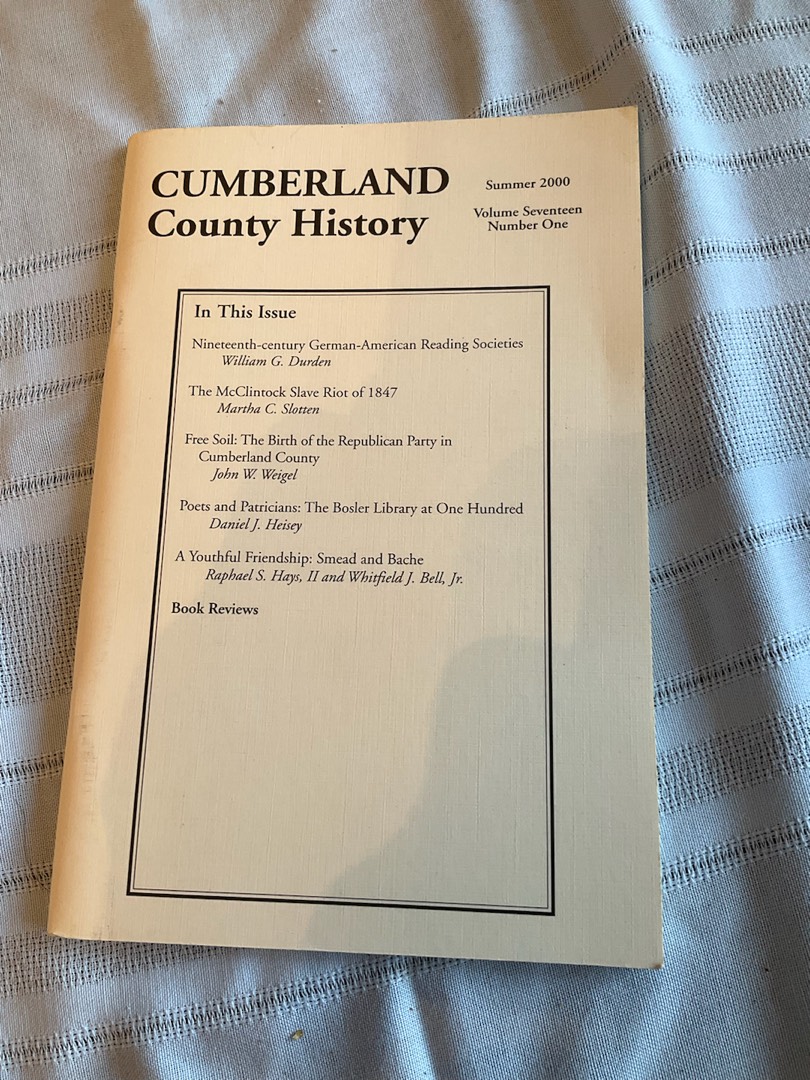 CUMBERLAND
County History
Summer 2000
Volume Seventeen
Number One
In This Issue
Nineteenth-century German-American Reading Societies
William G. Durden
The McClintock Slave Riot of 1847
Martha C. Slotten
Free Soil: The Birth of the Republican Party in
Cumberland County
John W. Weigel
Poets and Patricians: The Bosler Library at One Hundred
Daniel J. Heisey
A Youthful Friendship: Smead and Bache
Raphael S. Hays, II and Whitfield J. Bell, Jr.
Book Reviews